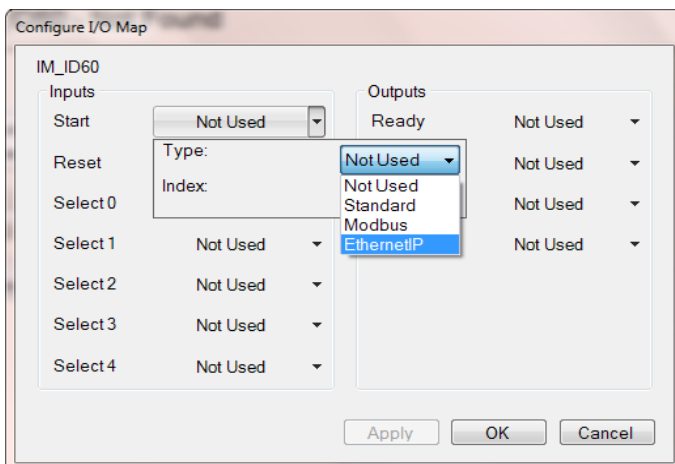 Configure I/O Map
IM_ID60
Inputs
Start Not Used
Reset
Select 0
Select 1 Not Used
Select 2 Not Used
Select 3 Not Used
Select 4 Not Used
Type: Not Used
Index:
Not Used
Standard
Modbus
EthernetIP
Outputs
Ready Not Used
Not Used
Not Used
Not Used
Apply OK Cancel